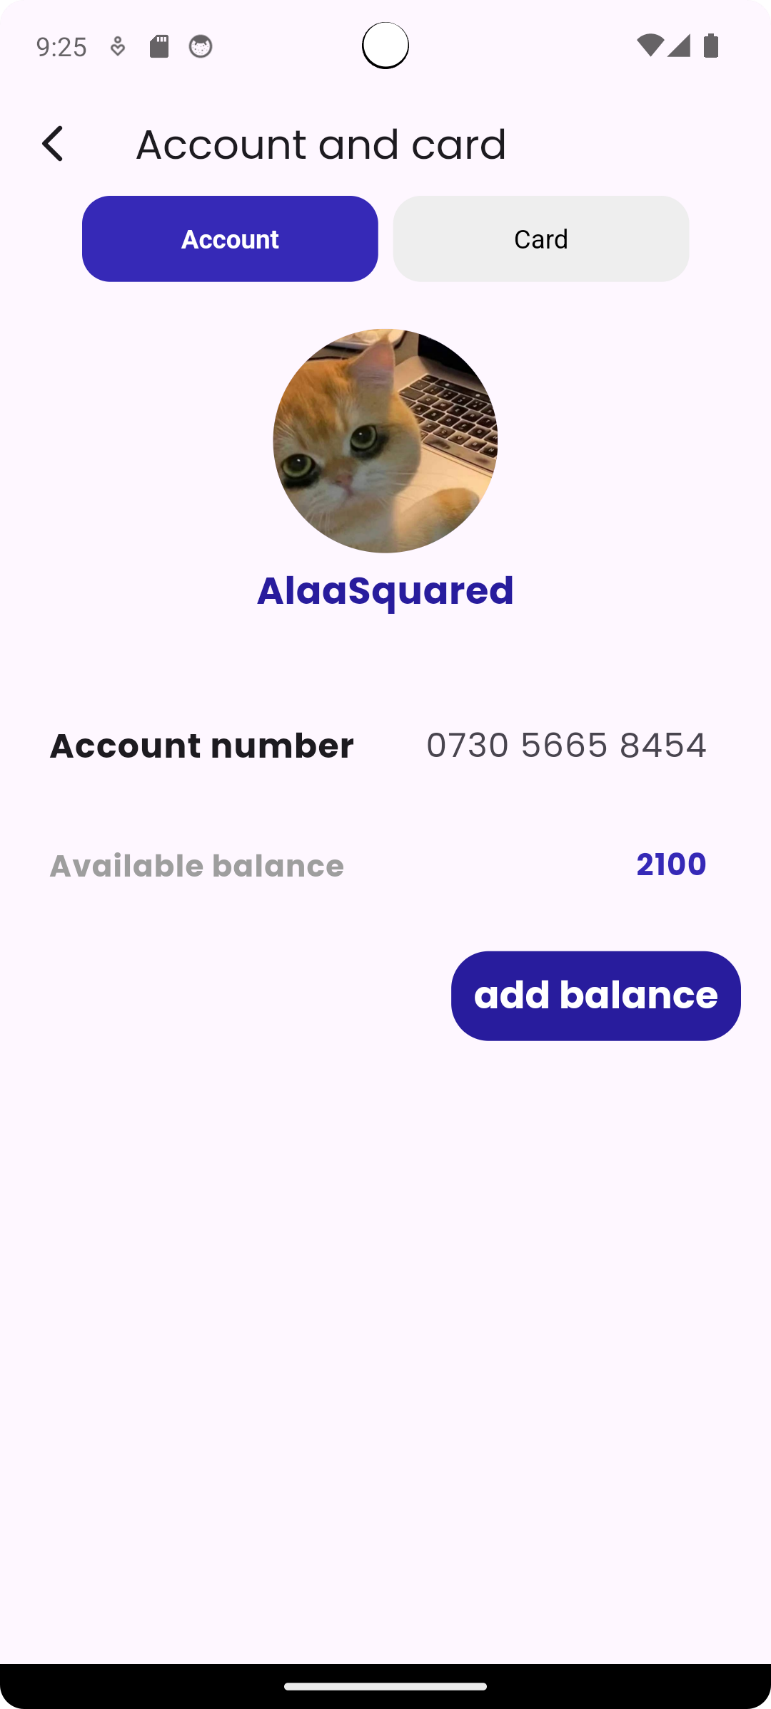 9:25
Account and card
Account Card
AlaaSquared
Account number 0730 5665 8454
Available balance 2100
add balance